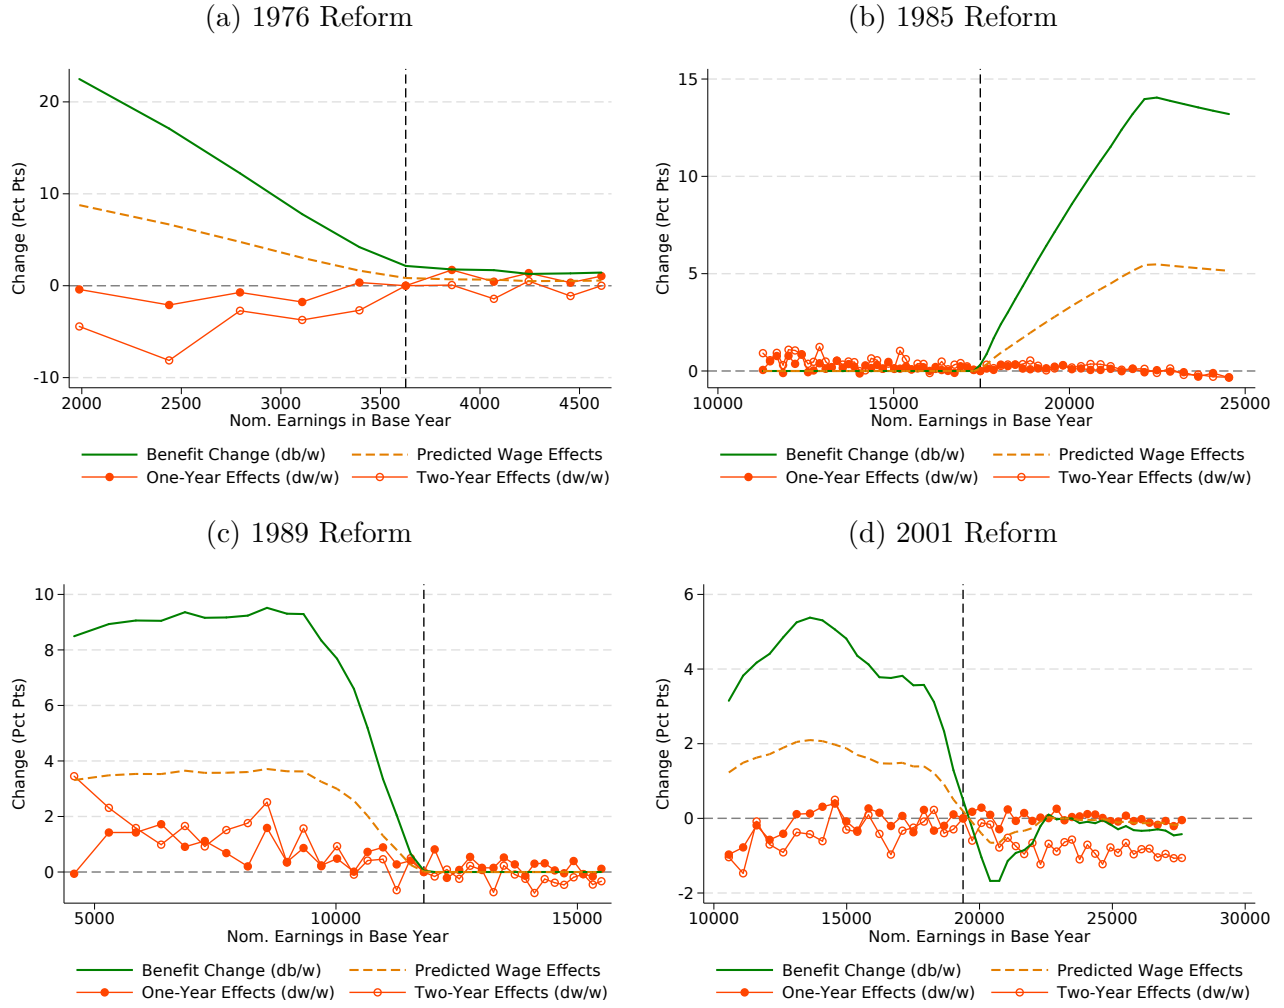 (a) 1976 Reform
Change (Pct Pts)
20
10
0
-10
2000 2500 3000 3500 4000 4500
Nom. Earnings in Base Year
Benefit Change (db/w) Predicted Wage Effects
One-Year Effects (dw/w) Two-Year Effects (dw/w)
(b) 1985 Reform
Change (Pct Pts)
15
10
5
0
10000 15000 20000 25000
Nom. Earnings in Base Year
Benefit Change (db/w) Predicted Wage Effects
One-Year Effects (dw/w) Two-Year Effects (dw/w)
(c) 1989 Reform
Change (Pct Pts)
10
8
6
4
2
0
5000 10000 15000
Nom. Earnings in Base Year
Benefit Change (db/w) Predicted Wage Effects
One-Year Effects (dw/w) Two-Year Effects (dw/w)
(d) 2001 Reform
Change (Pct Pts)
6
4
2
0
-2
10000 15000 20000 25000 30000
Nom. Earnings in Base Year
Benefit Change (db/w) Predicted Wage Effects
One-Year Effects (dw/w) Two-Year Effects (dw/w)